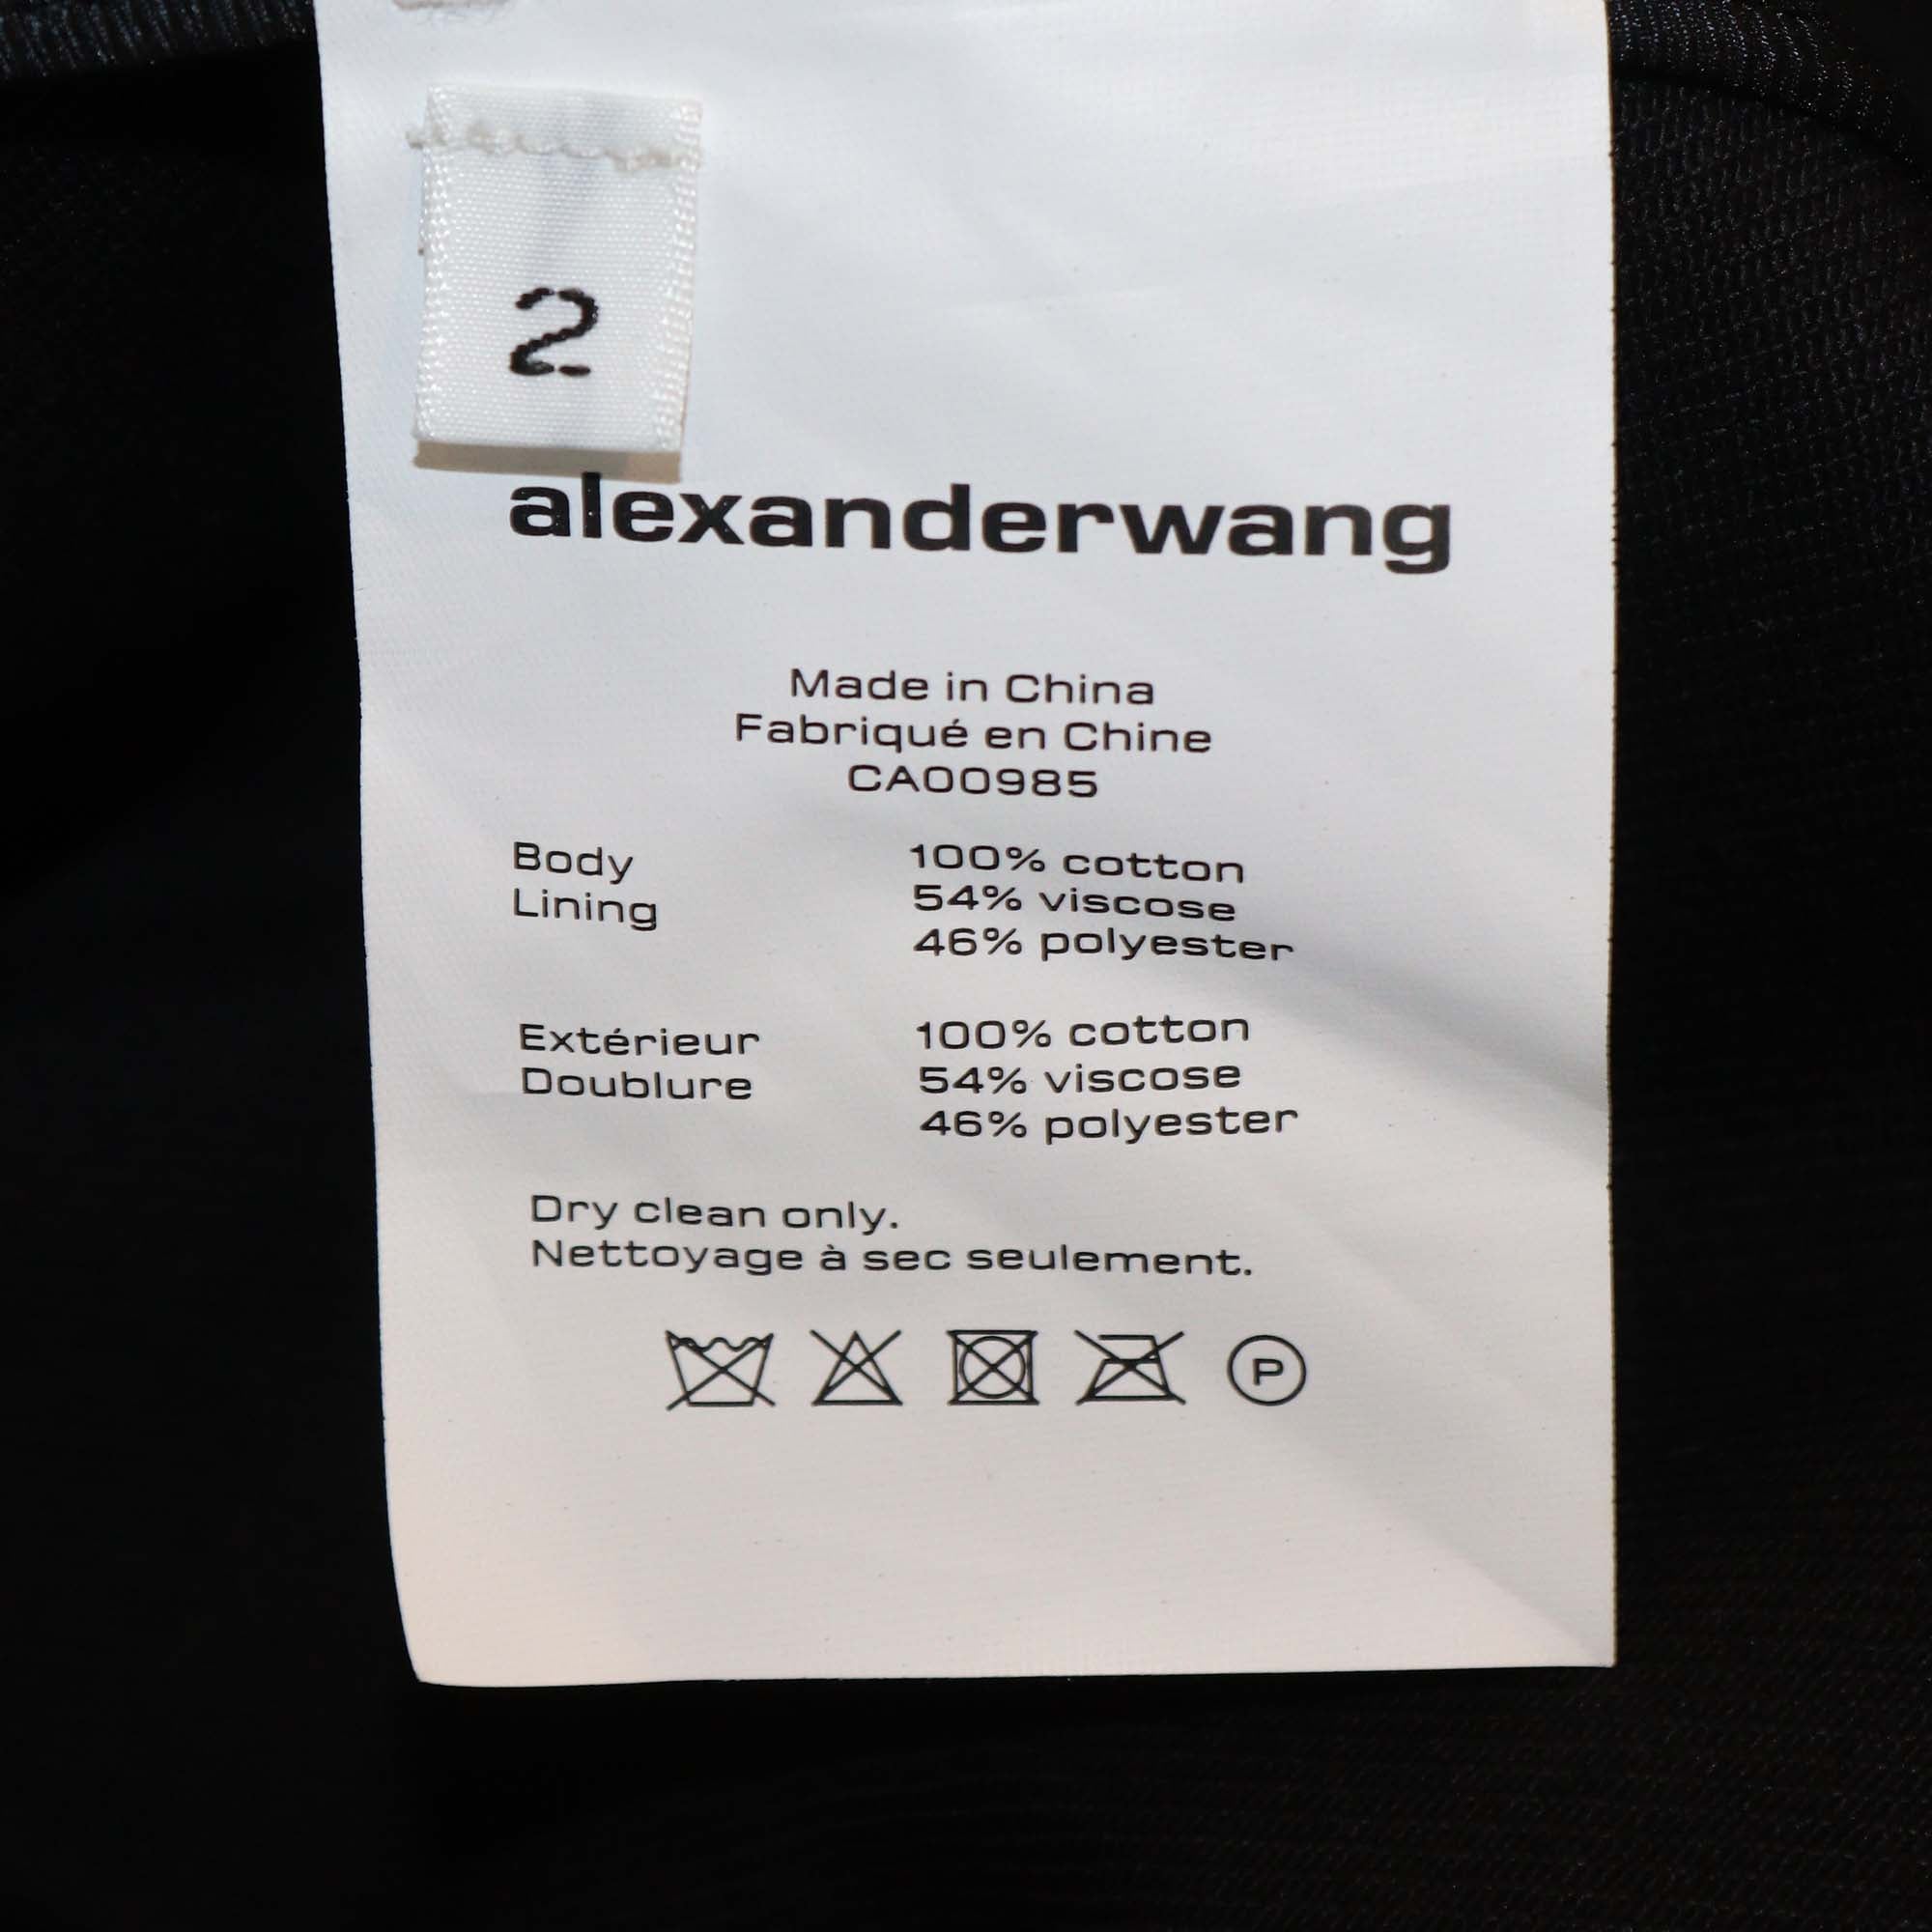 2
alexanderwang
Made in China
Fabriqué en Chine
CA00985
Body 100% cotton
Lining 54% viscose
46% polyester
Extérieur 100% cotton
Doublure 54% viscose
46% polyester
Dry clean only.
Nettoyage à sec seulement.
P